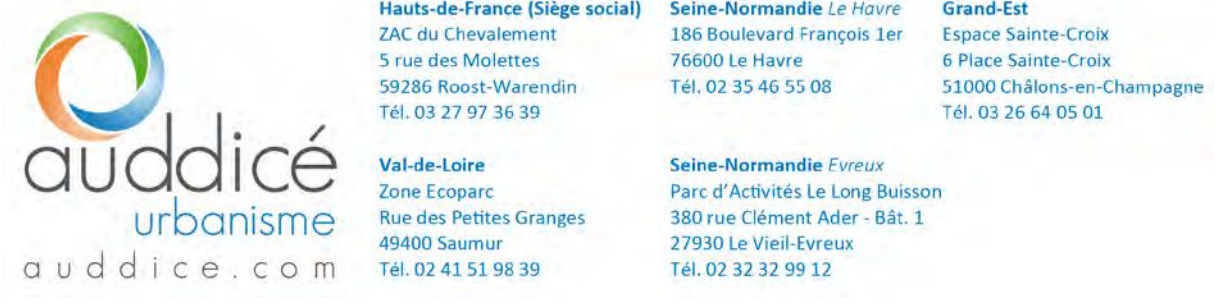 auddicé
urbanisme
auddice.com
Hauts-de-France (Siège social)
ZAC du Chevalement
5 rue des Molettes
59286 Roost-Warendin
Tél. 03 27 97 36 39
Seine-Normandie Le Havre
186 Boulevard François 1er
76600 Le Havre
Tél. 02 35 46 55 08
Grand-Est
Espace Sainte-Croix
6 Place Sainte-Croix
51000 Châlons-en-Champagne
Tél. 03 26 64 05 01
Val-de-Loire
Zone Ecoparc
Rue des Petites Granges
49400 Saumur
Tél. 02 41 51 98 39
Seine-Normandie Evreux
Parc d'Activités Le Long Buisson
380 rue Clément Ader - Bât. 1
27930 Le Vieil-Evreux
Tél. 02 32 32 99 12